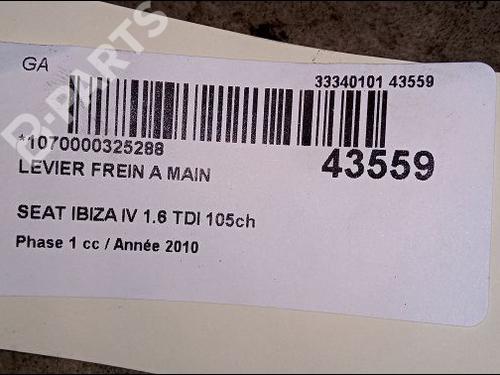 GA
33340101 43559
*1070000325288
43559
LEVIER FREIN A MAIN
SEAT IBIZA IV 1.6 TDI 105ch
Phase 1 cc / Année 2010
B-PARTS